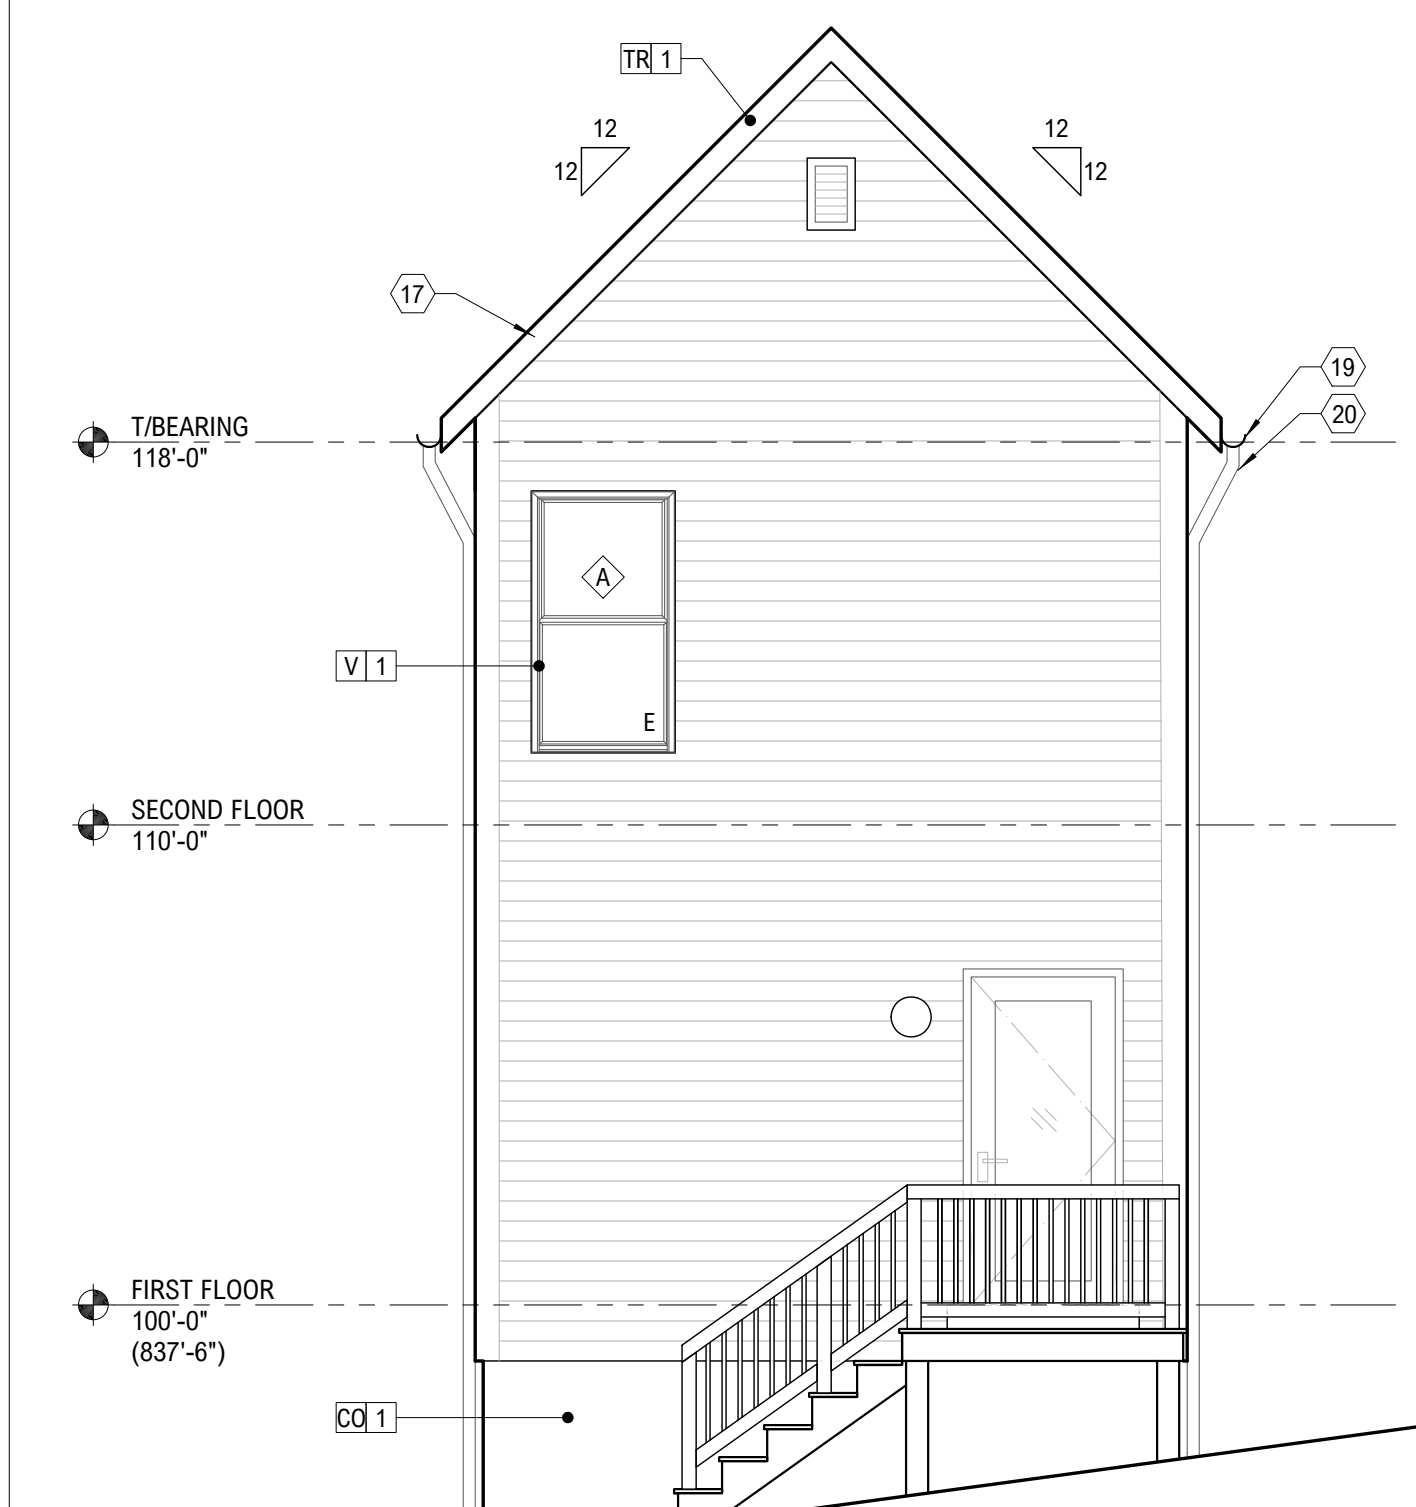 TR 1
12
12
12
12
17
19
20
T/BEARING
118'-0"
A
V 1
E
SECOND FLOOR
110'-0"
FIRST FLOOR
100'-0"
(837'-6")
CO 1